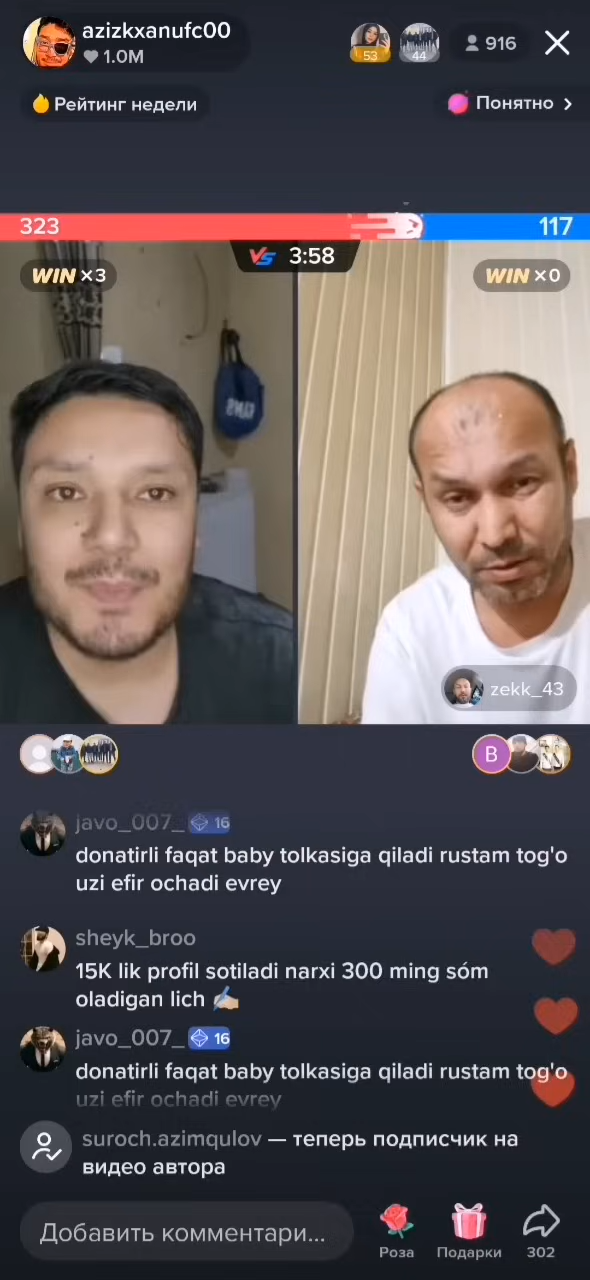 azizkxanufc00
1.0M
53
44
916
Рейтинг недели
Понятно
323
117
VS 3:58
WIN ×3
WIN ×0
zekk_43
B
javo_007_ 16
donatirli faqat baby tolkasiga qiladi rustam tog'o
uzi efir ochadi evrey
sheyk_broo
15K lik profil sotiladi narxi 300 ming sóm
oladigan lich ✍🏼
javo_007_ 16
donatirli faqat baby tolkasiga qiladi rustam tog'o
uzi efir ochadi evrey
suroch.azimqulov — теперь подписчик на
видео автора
Добавить комментари...
Роза
Подарки
302